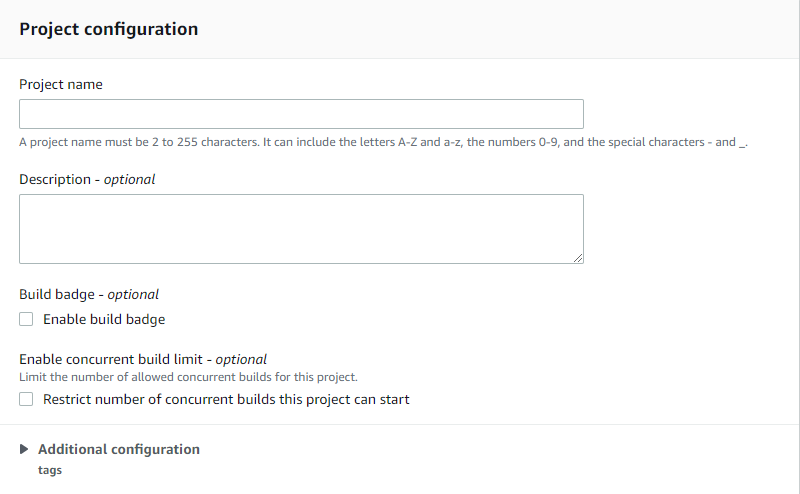 Project configuration
Project name
A project name must be 2 to 255 characters. It can include the letters A-Z and a-z, the numbers 0-9, and the special characters - and _.
Description - optional
Build badge - optional
Enable build badge
Enable concurrent build limit - optional
Limit the number of allowed concurrent builds for this project.
Restrict number of concurrent builds this project can start
Additional configuration
tags